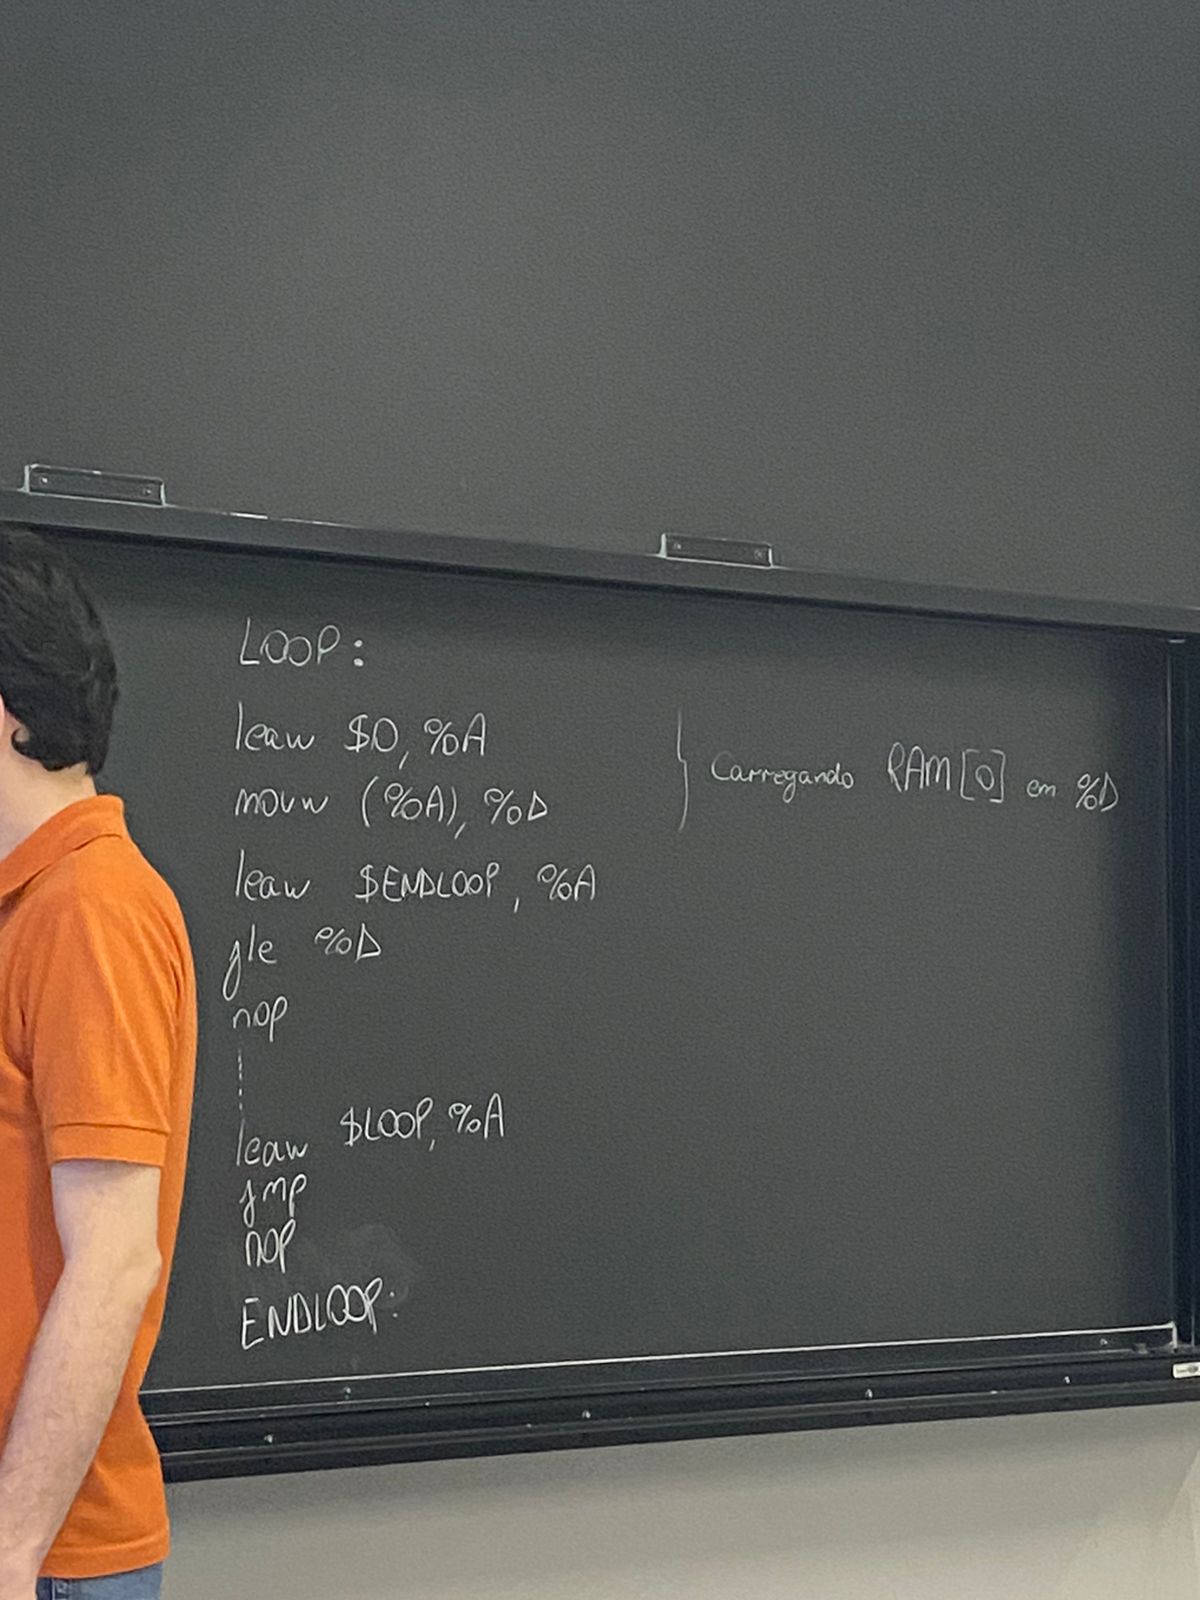 LOOP:
leaw $0, %A
movw (%A), %D
Carregando RAM[0] em %D
leaw $ENDLOOP, %A
jle %D
nop
leaw $LOOP, %A
jmp
nop
ENDLOOP: